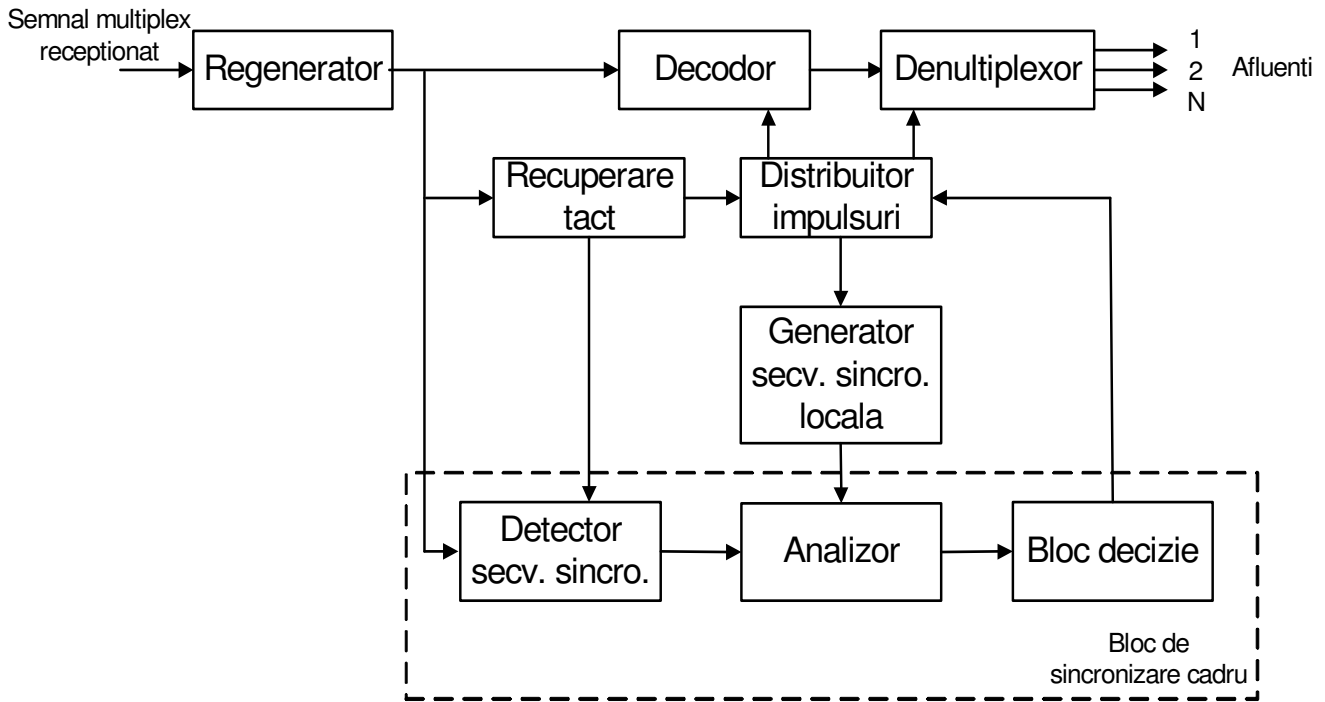 Semnal multiplex
receptionat
Regenerator
Decodor
Denultiplexor
1
2
N
Afluenti
Recuperare
tact
Distribuitor
impulsuri
Generator
secv. sincro.
locala
Detector
secv. sincro.
Analizor
Bloc decizie
Bloc de
sincronizare cadru